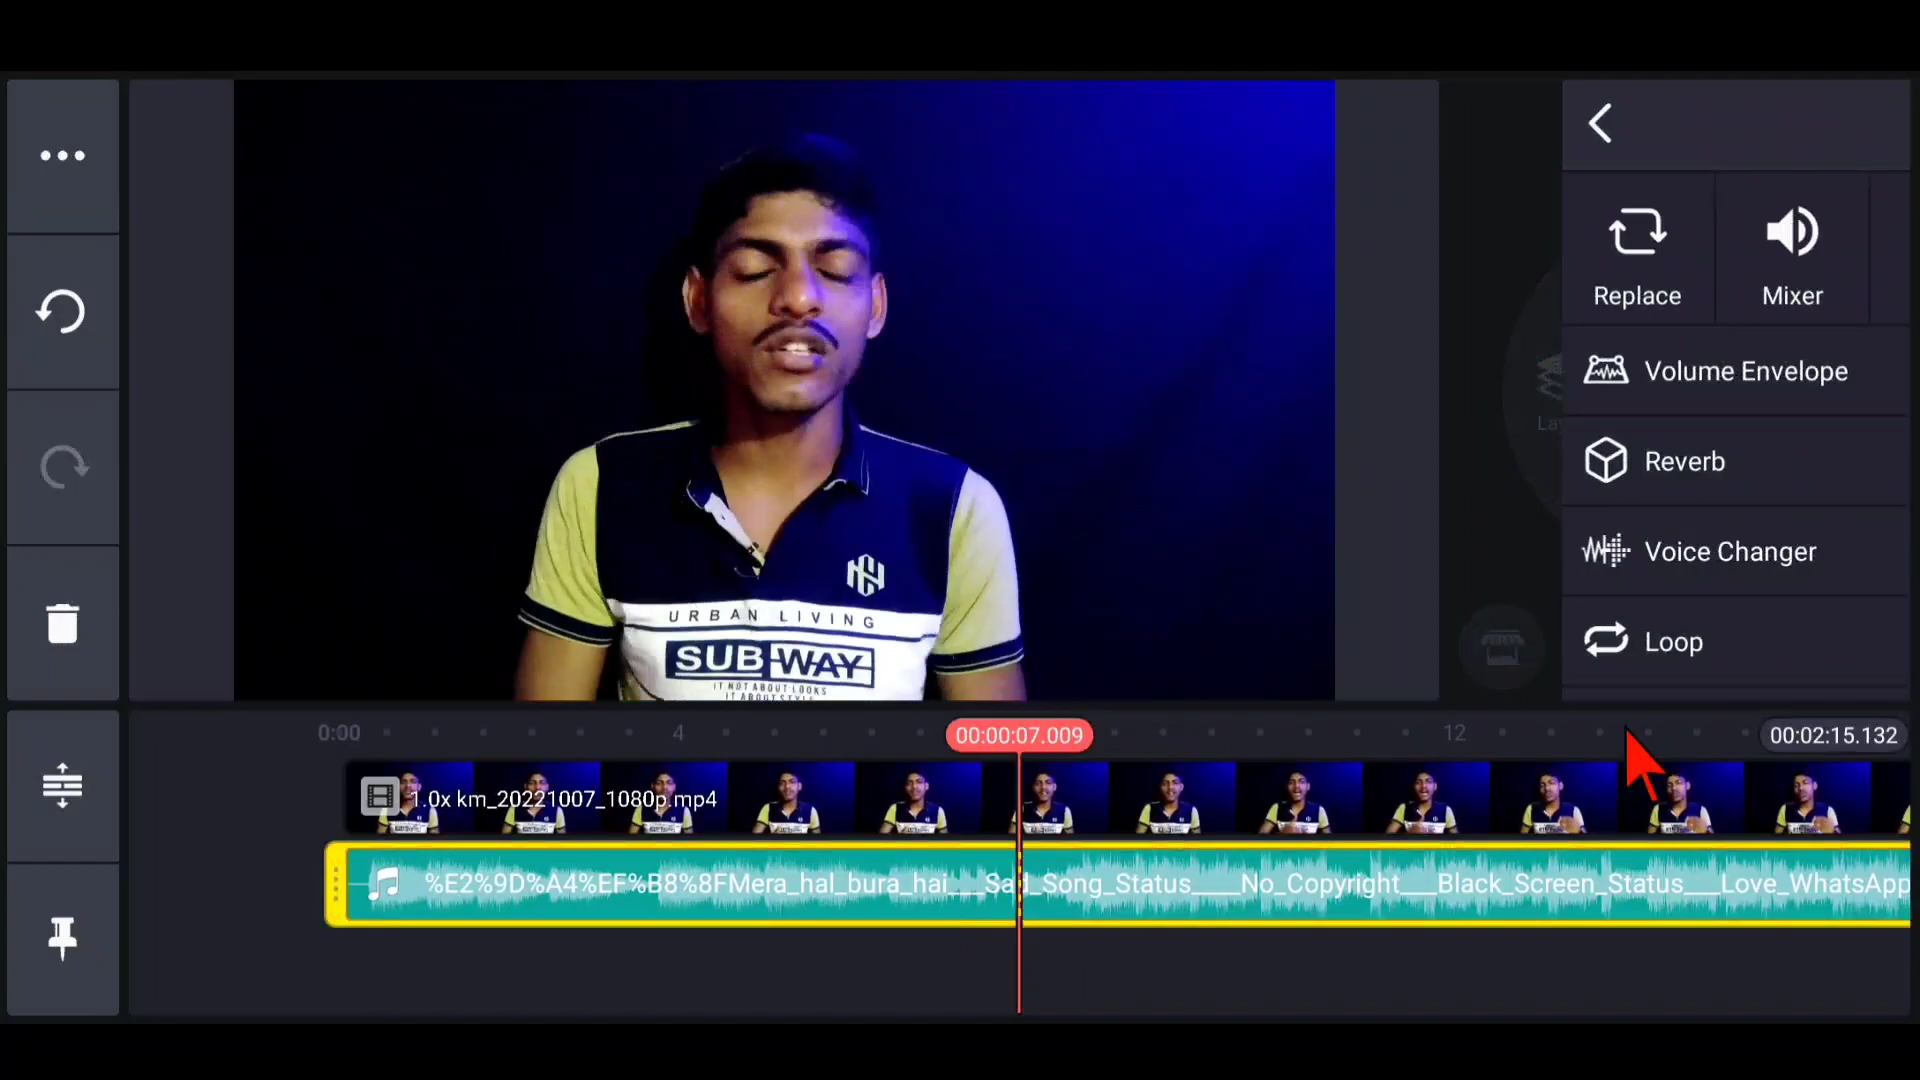 Replace
Mixer
Volume Envelope
Reverb
Voice Changer
Loop
URBAN LIVING
SUBWAY
IT NOT ABOUT LOOKS
IT ABOUT STYLE
0:00
4
00:00:07.009
12
00:02:15.132
1.0x km_20221007_1080p.mp4
%E2%9D%A4%EF%B8%8FMera_hal_bura_hai___Sad_Song_Status____No_Copyright___Black_Screen_Status___Love_WhatsApp